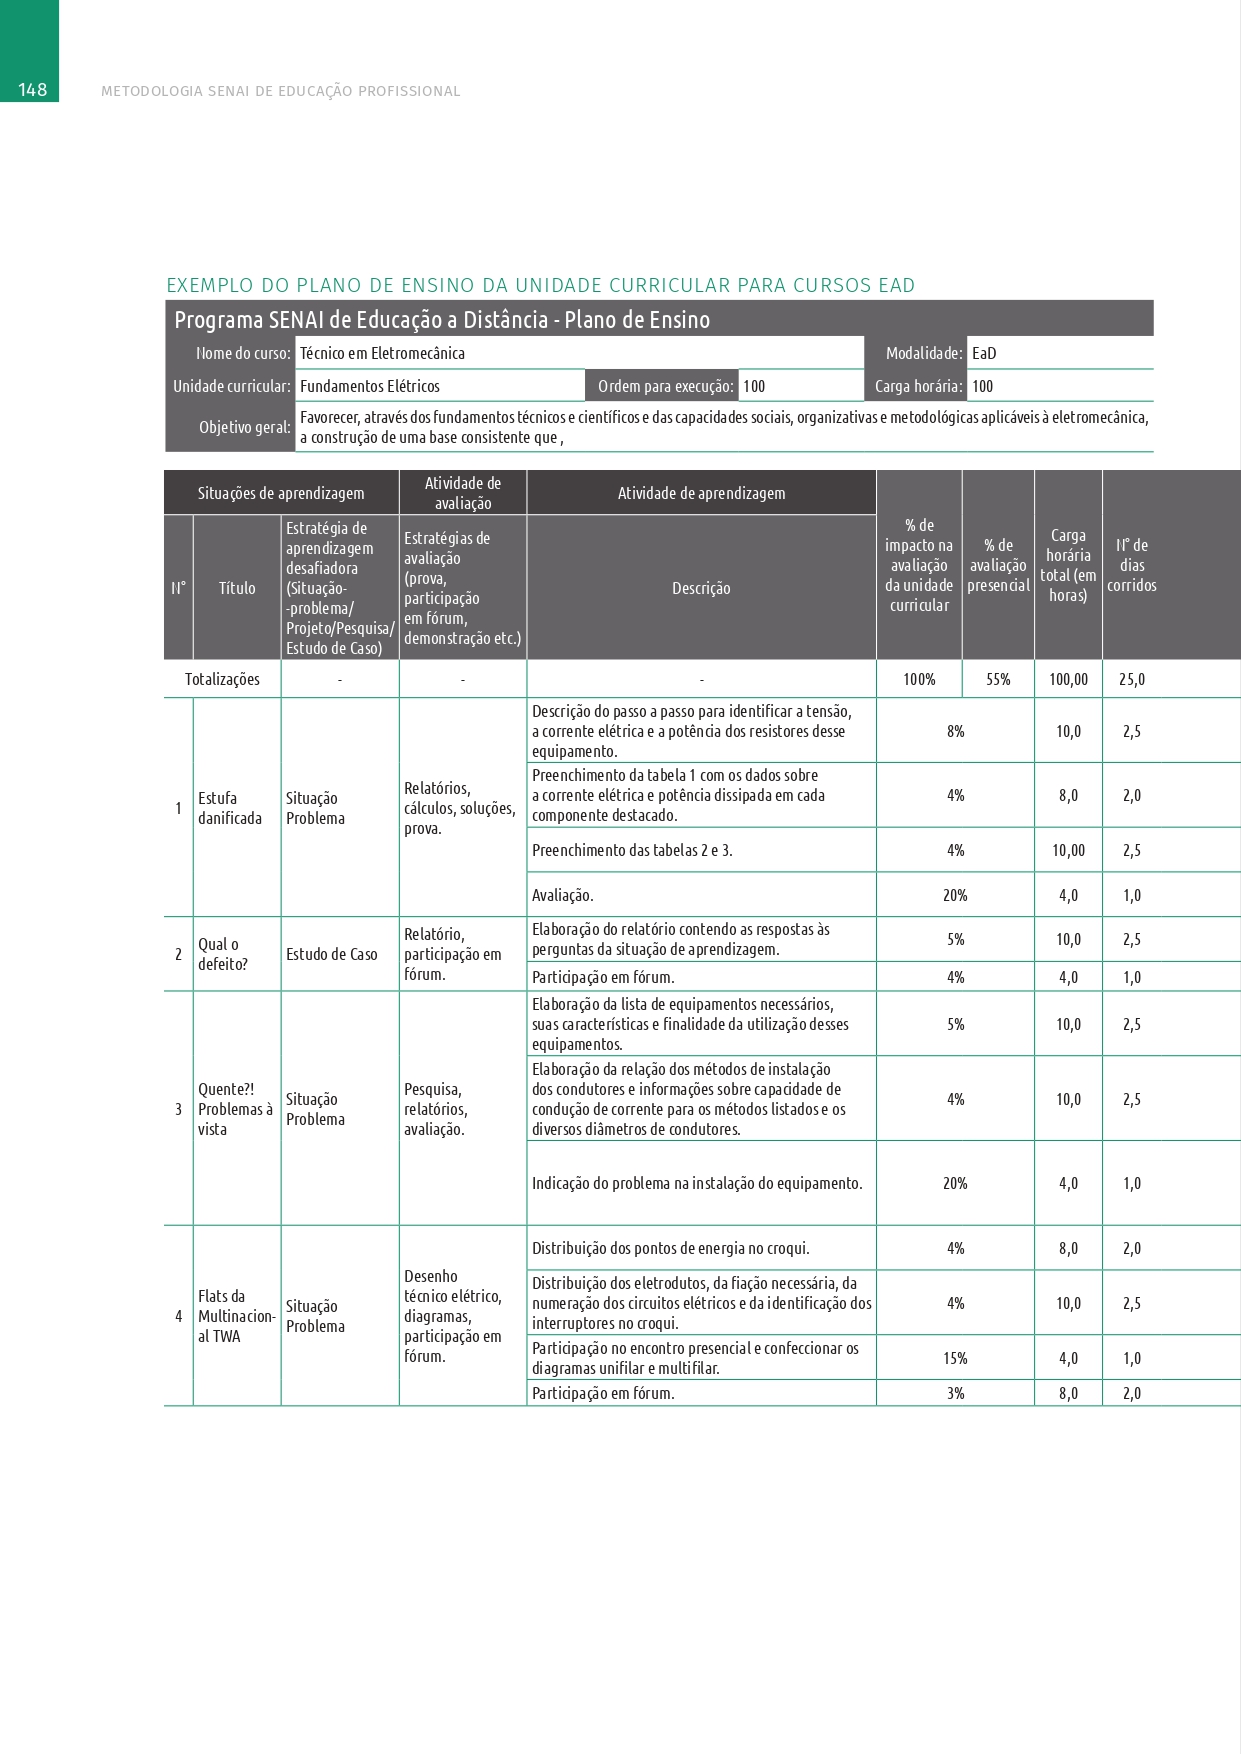 148
METODOLOGIA SENAI DE EDUCAÇÃO PROFISSIONAL
EXEMPLO DO PLANO DE ENSINO DA UNIDADE CURRICULAR PARA CURSOS EAD
Programa SENAI de Educação a Distância - Plano de Ensino
Nome do curso: Técnico em Eletromecânica Modalidade: EaD
Unidade curricular: Fundamentos Elétricos Ordem para execução: 100 Carga horária: 100
Objetivo geral: Favorecer, através dos fundamentos técnicos e científicos e das capacidades sociais, organizativas e metodológicas aplicáveis à eletromecânica,
a construção de uma base consistente que ,
Situações de aprendizagem
Atividade de
avaliação
Atividade de aprendizagem
% de
impacto na
avaliação
da unidade
curricular
% de
avaliação
presencial
Carga
horária
total (em
horas)
N° de
dias
corridos
N°
Título
Estratégia de
aprendizagem
desafiadora
(Situação-
-problema/
Projeto/Pesquisa/
Estudo de Caso)
Estratégias de
avaliação
(prova,
participação
em fórum,
demonstração etc.)
Descrição
Totalizações - - - 100% 55% 100,00 25,0
1
Estufa
danificada
Situação
Problema
Relatórios,
cálculos, soluções,
prova.
Descrição do passo a passo para identificar a tensão,
a corrente elétrica e a potência dos resistores desse
equipamento.
8% 10,0 2,5
Preenchimento da tabela 1 com os dados sobre
a corrente elétrica e potência dissipada em cada
componente destacado.
4% 8,0 2,0
Preenchimento das tabelas 2 e 3. 4% 10,00 2,5
Avaliação. 20% 4,0 1,0
2
Qual o
defeito?
Estudo de Caso
Relatório,
participação em
fórum.
Elaboração do relatório contendo as respostas às
perguntas da situação de aprendizagem.
5% 10,0 2,5
Participação em fórum. 4% 4,0 1,0
3
Quente?!
Problemas à
vista
Situação
Problema
Pesquisa,
relatórios,
avaliação.
Elaboração da lista de equipamentos necessários,
suas características e finalidade da utilização desses
equipamentos.
5% 10,0 2,5
Elaboração da relação dos métodos de instalação
dos condutores e informações sobre capacidade de
condução de corrente para os métodos listados e os
diversos diâmetros de condutores.
4% 10,0 2,5
Indicação do problema na instalação do equipamento. 20% 4,0 1,0
4
Flats da
Multinacion-
al TWA
Situação
Problema
Desenho
técnico elétrico,
diagramas,
participação em
fórum.
Distribuição dos pontos de energia no croqui. 4% 8,0 2,0
Distribuição dos eletrodutos, da fiação necessária, da
numeração dos circuitos elétricos e da identificação dos
interruptores no croqui.
4% 10,0 2,5
Participação no encontro presencial e confeccionar os
diagramas unifilar e multifilar.
15% 4,0 1,0
Participação em fórum. 3% 8,0 2,0